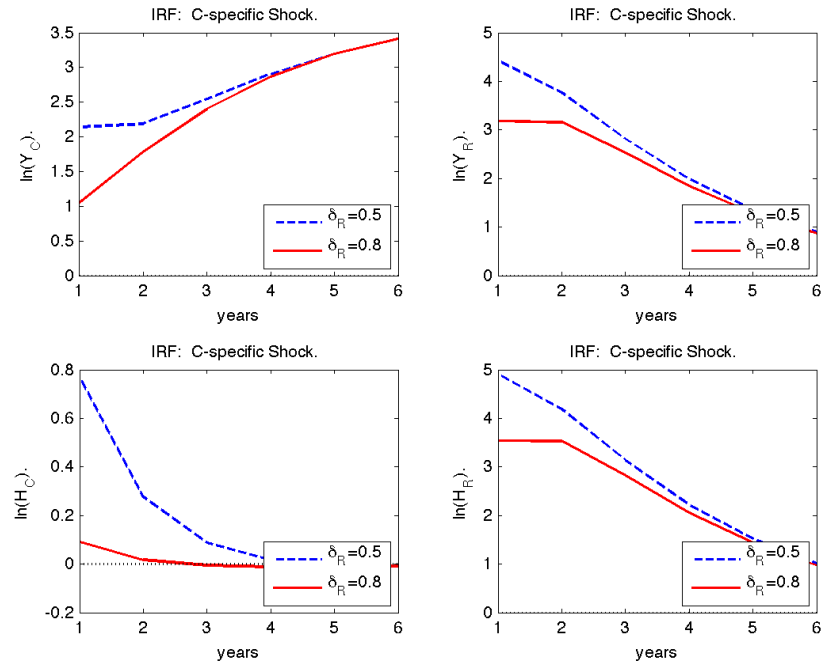 IRF: C-specific Shock.
3.5
3
2.5
2
1.5
1
0.5
0
ln(Y_C).
1 2 3 4 5 6
years
δ_R=0.5
δ_R=0.8
IRF: C-specific Shock.
5
4
3
2
1
0
ln(Y_R).
1 2 3 4 5 6
years
δ_R=0.5
δ_R=0.8
IRF: C-specific Shock.
0.8
0.6
0.4
0.2
0
-0.2
ln(H_C).
1 2 3 4 5 6
years
δ_R=0.5
δ_R=0.8
IRF: C-specific Shock.
5
4
3
2
1
0
ln(H_R).
1 2 3 4 5 6
years
δ_R=0.5
δ_R=0.8